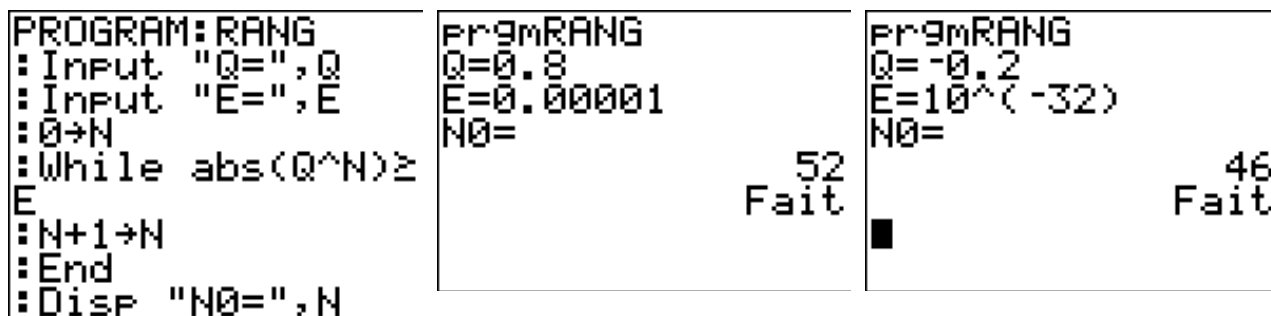 PROGRAM:RANG
:Input "Q=",Q
:Input "E=",E
:0→N
:While abs(Q^N)≥
E
:N+1→N
:End
:Disp "N0=",N
prgmRANG
Q=0.8
E=0.00001
N0=
52
Fait
prgmRANG
Q=-0.2
E=10^(-32)
N0=
46
Fait